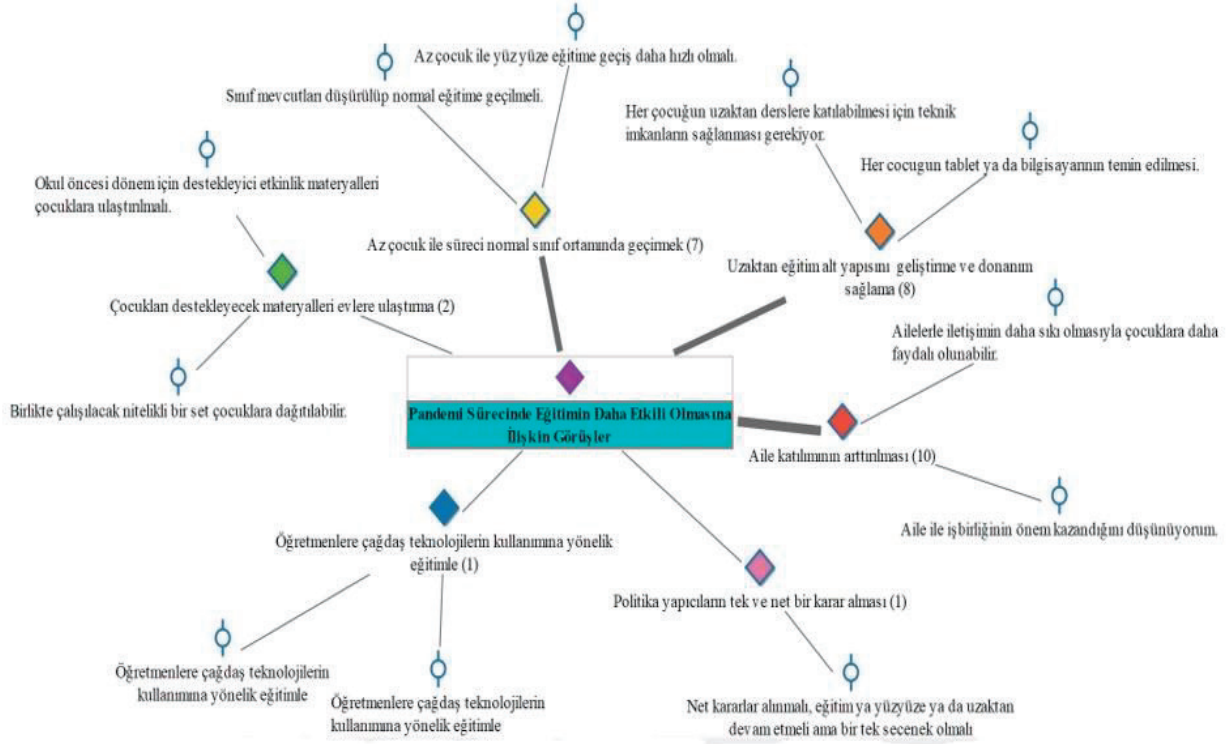 Az çocuk ile yüz yüze eğitime geçiş daha hızlı olmalı.
Sınıf mevcutları düşürülüp normal eğitime geçilmeli.
Her çocuğun uzaktan derslere katılabilmesi için teknik
imkanların sağlanması gerekiyor.
Her cocugun tablet ya da bilgisayarının temin edilmesi.
Okul öncesi dönem için destekleyici etkinlik materyalleri
çocuklara ulaştırılmalı.
Az çocuk ile süreci normal sınıf ortamında geçirmek (7)
Uzaktan eğitim alt yapısını geliştirme ve donanım
sağlama (8)
Çocukları destekleyecek materyalleri evlere ulaştırma (2)
Ailelerle iletişimin daha sıkı olmasıyla çocuklara daha
faydalı olunabilir.
Birlikte çalışılacak nitelikli bir set çocuklara dağıtılabilir.
Pandemi Sürecinde Eğitimin Daha Etkili Olmasına
İlişkin Görüşler
Aile katılımının arttırılması (10)
Aile ile işbirliğinin önem kazandığını düşünüyorum.
Öğretmenlere çağdaş teknolojilerin kullanımına yönelik
eğitimle (1)
Politika yapıcıların tek ve net bir karar alması (1)
Öğretmenlere çağdaş teknolojilerin
kullanımına yönelik eğitimle
Öğretmenlere çağdaş teknolojilerin
kullanımına yönelik eğitimle
Net kararlar alınmalı, eğitim ya yüzyüze ya da uzaktan
devam etmeli ama bir tek secenek olmalı